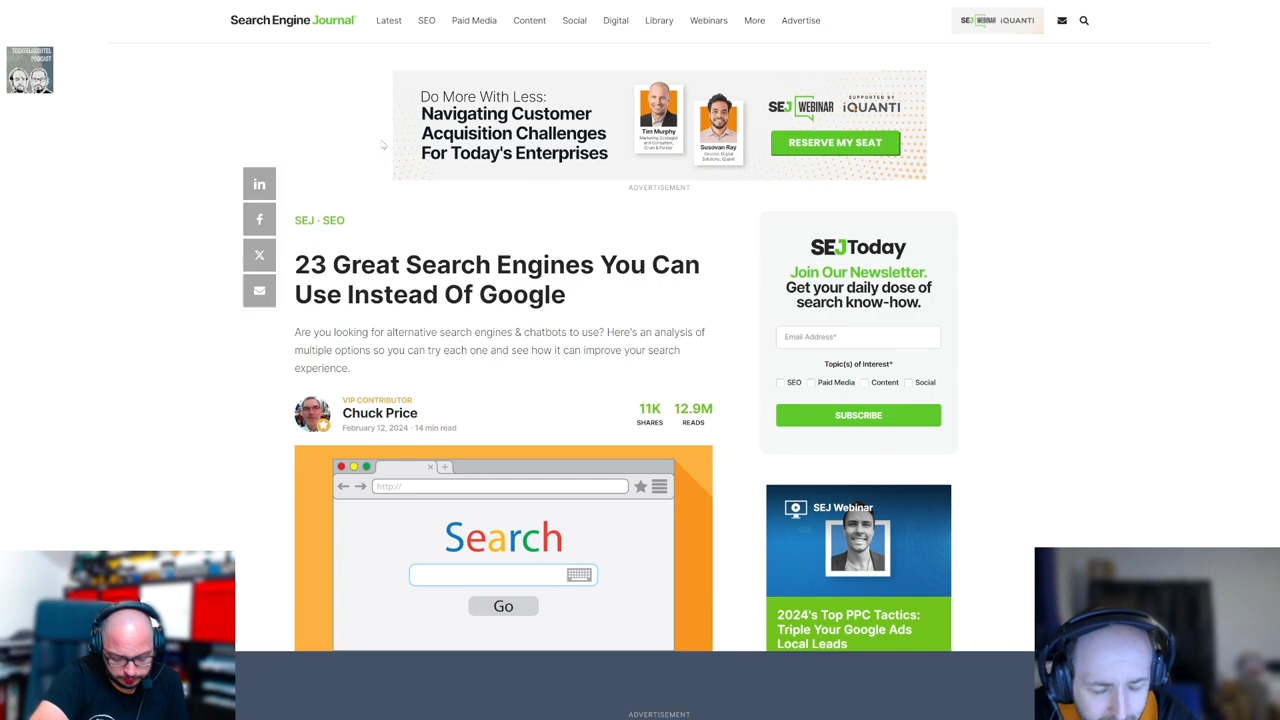 Search Engine Journal
Latest SEO Paid Media Content Social Digital Library Webinars More Advertise
SEJ WEBINAR iQUANTI
PODCAST
Do More With Less:
Navigating Customer
Acquisition Challenges
For Today's Enterprises
Tim Murphy
Susovan Ray
SEJ WEBINAR
SUPPORTED BY
iQUANTI
RESERVE MY SEAT
ADVERTISEMENT
in
f
X
SEJ · SEO
23 Great Search Engines You Can
Use Instead Of Google
Are you looking for alternative search engines & chatbots to use? Here's an analysis of
multiple options so you can try each one and see how it can improve your search
experience.
VIP CONTRIBUTOR
Chuck Price
February 12, 2024 · 14 min read
11K
SHARES
12.9M
READS
http://
Search
Go
SEJToday
Join Our Newsletter.
Get your daily dose of
search know-how.
Email Address*
Topic(s) of Interest*
SEO Paid Media Content Social
SUBSCRIBE
SEJ Webinar
2024's Top PPC Tactics:
Triple Your Google Ads
Local Leads
ADVERTISEMENT